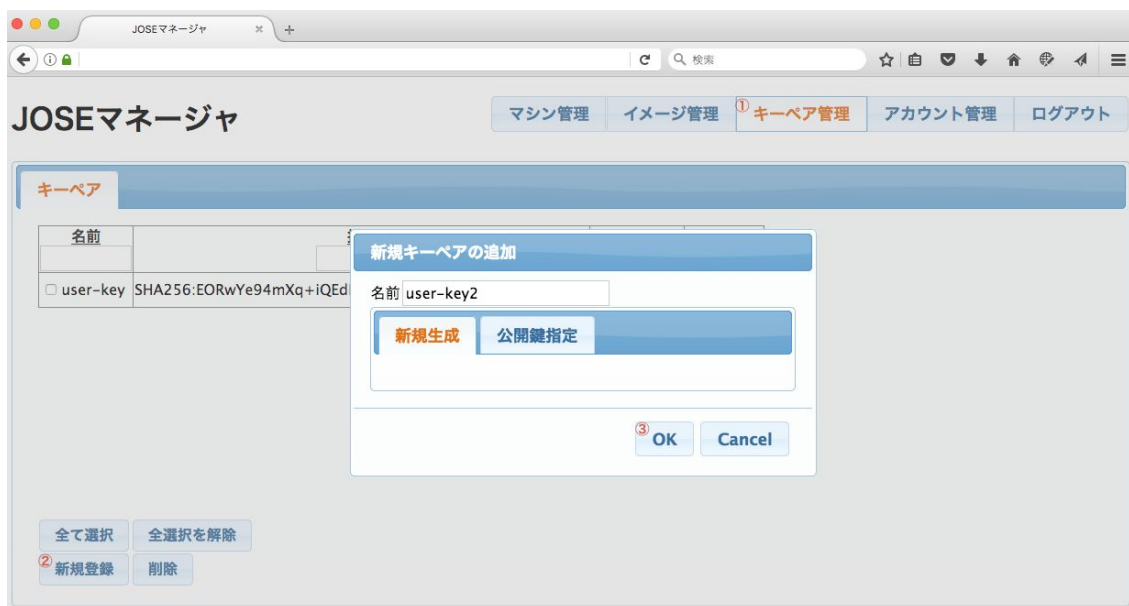 JOSEマネージャ
検索
JOSEマネージャ
マシン管理 イメージ管理 ①キーペア管理 アカウント管理 ログアウト
キーペア
名前
user-key SHA256:EORwYe94mXq+iQEd
新規キーペアの追加
名前 user-key2
新規生成 公開鍵指定
③OK Cancel
全て選択 全選択を解除
②新規登録 削除